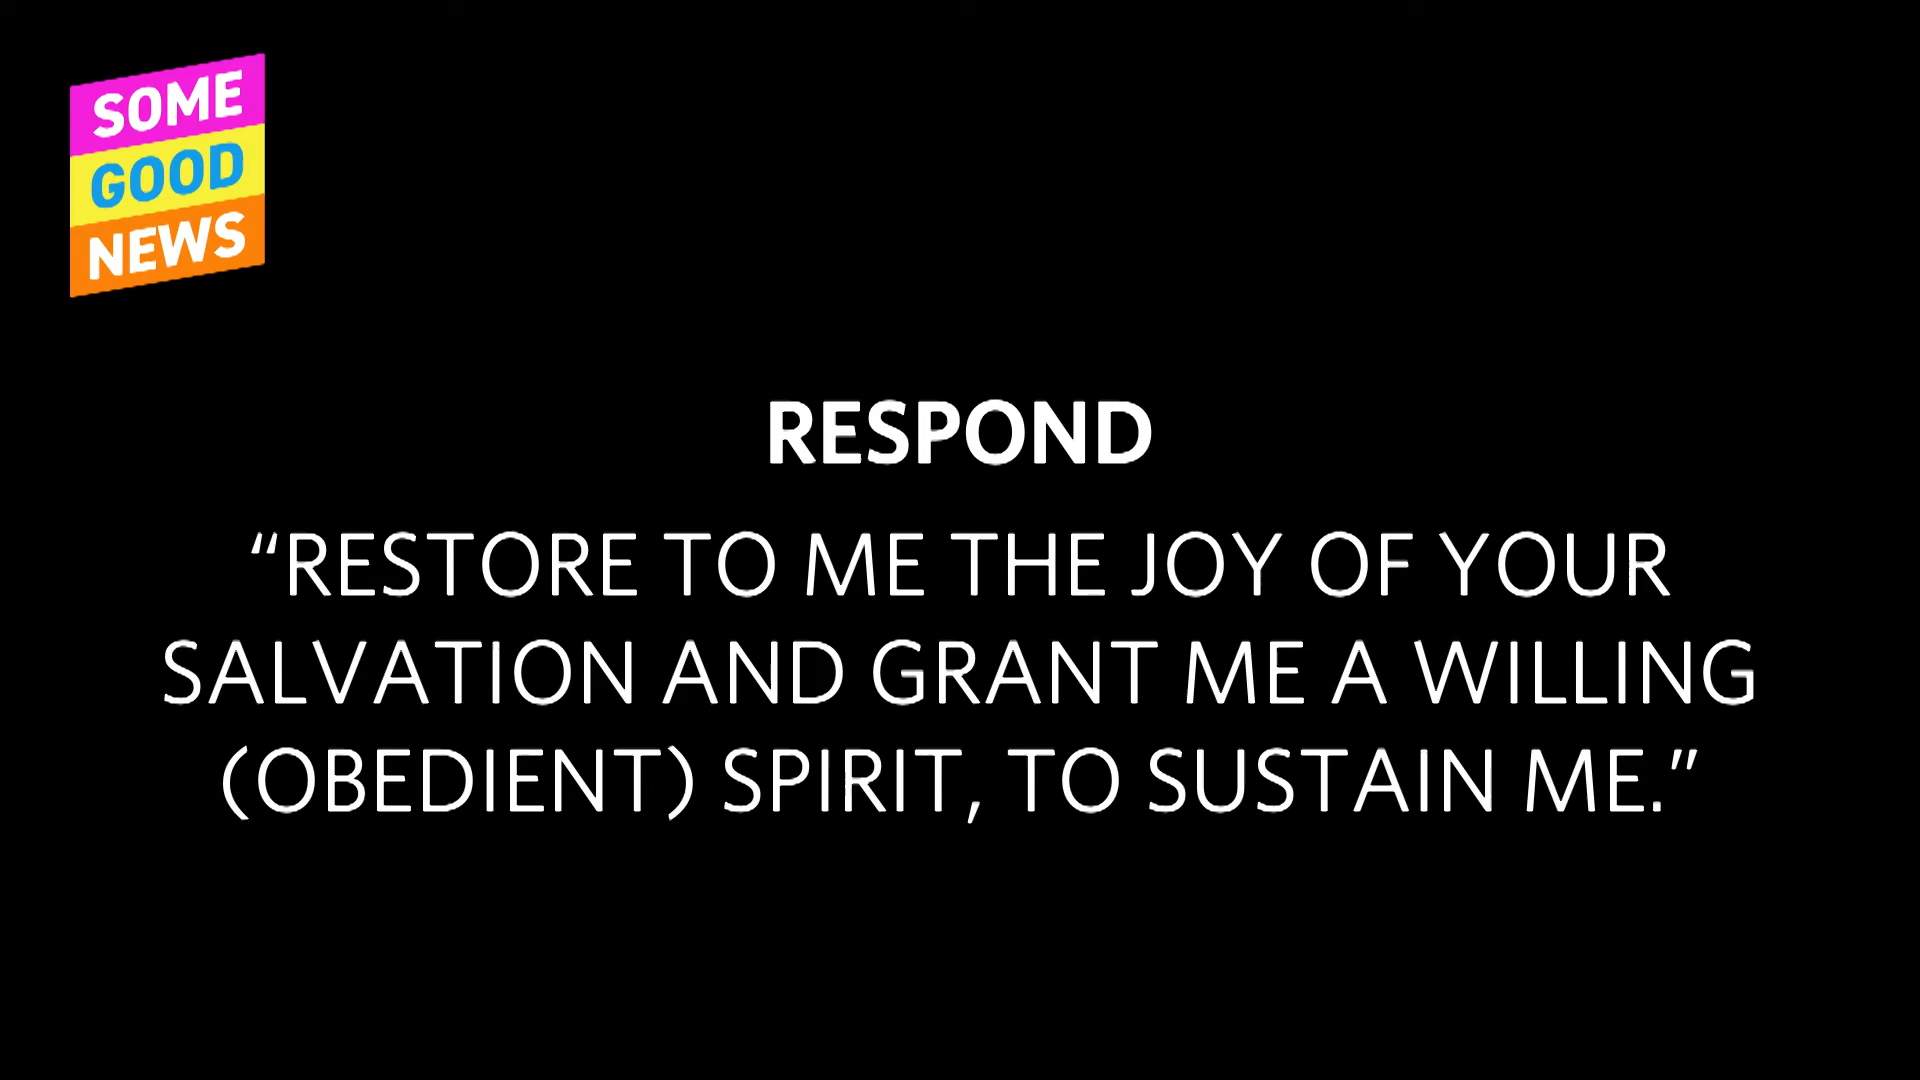 SOME
GOOD
NEWS
RESPOND
“RESTORE TO ME THE JOY OF YOUR
SALVATION AND GRANT ME A WILLING
(OBEDIENT) SPIRIT, TO SUSTAIN ME.”